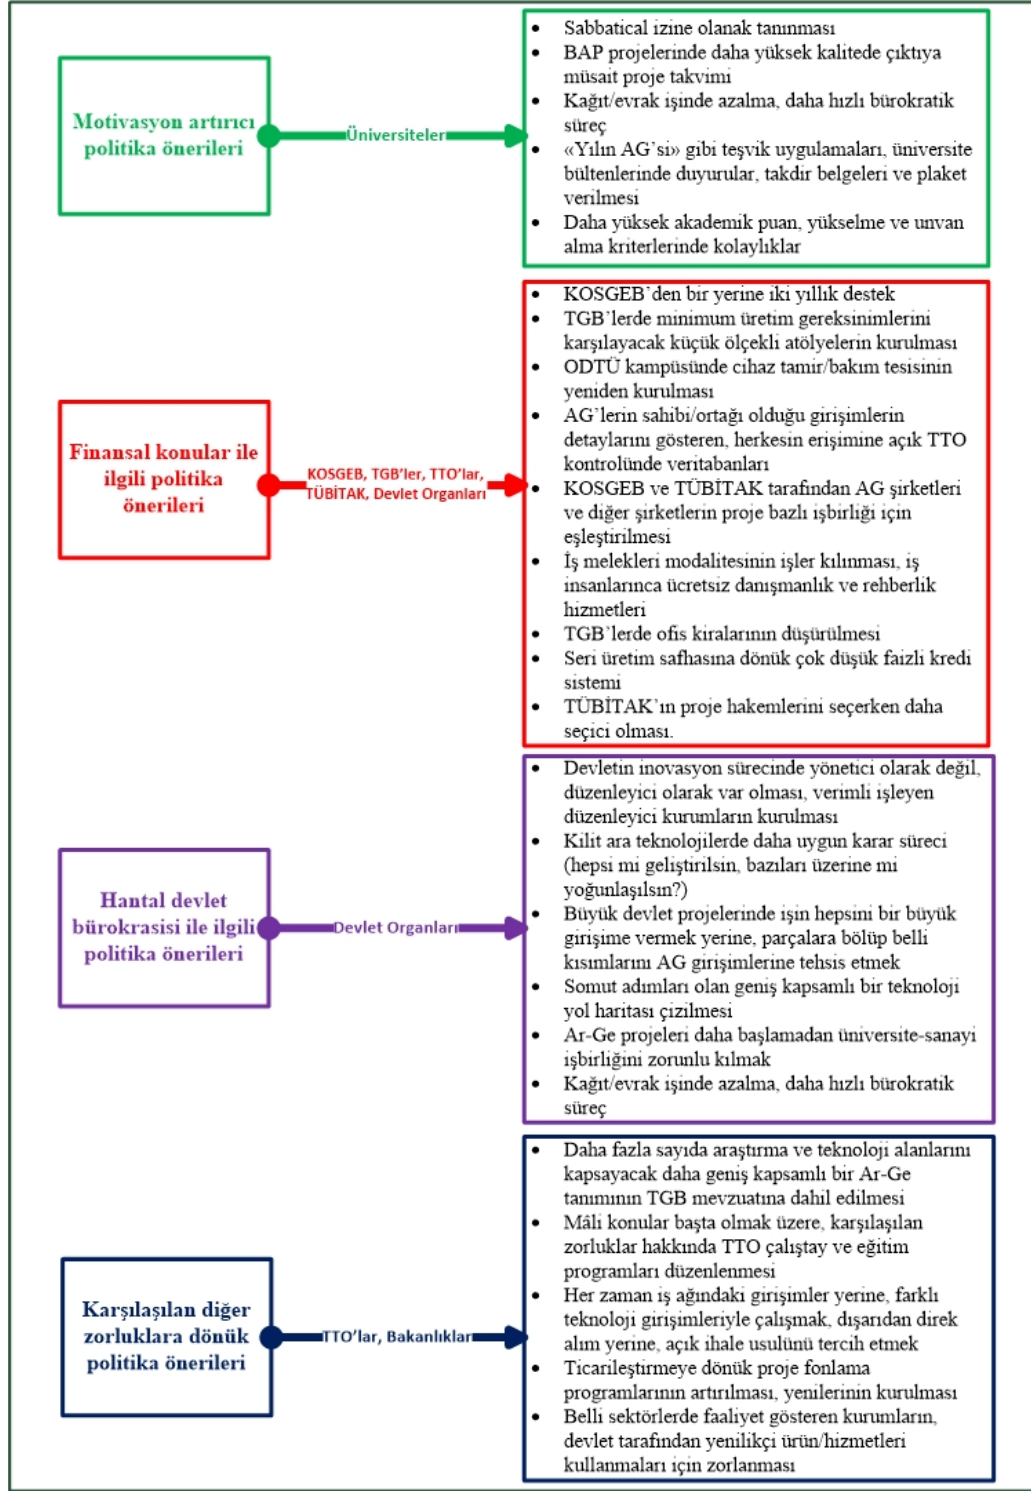 Motivasyon artırıcı
politika önerileri
Üniversiteler
• Sabbatical izine olanak tanınması
• BAP projelerinde daha yüksek kalitede çıktıya
müsait proje takvimi
• Kağıt/evrak işinde azalma, daha hızlı bürokratik
süreç
• «Yılın AG’si» gibi teşvik uygulamaları, üniversite
bültenlerinde duyurular, takdir belgeleri ve plaket
verilmesi
• Daha yüksek akademik puan, yükselme ve unvan
alma kriterlerinde kolaylıklar
Finansal konular ile
ilgili politika
önerileri
KOSGEB, TGB’ler, TTO’lar,
TÜBİTAK, Devlet Organları
• KOSGEB’den bir yerine iki yıllık destek
• TGB’lerde minimum üretim gereksinimlerini
karşılayacak küçük ölçekli atölyelerin kurulması
• ODTÜ kampüsünde cihaz tamir/bakım tesisinin
yeniden kurulması
• AG’lerin sahibi/ortağı olduğu girişimlerin
detaylarını gösteren, herkesin erişimine açık TTO
kontrolünde veritabanları
• KOSGEB ve TÜBİTAK tarafından AG şirketleri
ve diğer şirketlerin proje bazlı işbirliği için
eşleştirilmesi
• İş melekleri modalitesinin işler kılınması, iş
insanlarınca ücretsiz danışmanlık ve rehberlik
hizmetleri
• TGB’lerde ofis kiralarının düşürülmesi
• Seri üretim safhasına dönük çok düşük faizli kredi
sistemi
• TÜBİTAK’ın proje hakemlerini seçerken daha
seçici olması.
Hantal devlet
bürokrasisi ile ilgili
politika önerileri
Devlet Organları
• Devletin inovasyon sürecinde yönetici olarak değil,
düzenleyici olarak var olması, verimli işleyen
düzenleyici kurumların kurulması
• Kilit ara teknolojilerde daha uygun karar süreci
(hepsi mi geliştirilsin, bazıları üzerine mi
yoğunlaşılsın?)
• Büyük devlet projelerinde işin hepsini bir büyük
girişime vermek yerine, parçalara bölüp belli
kısımlarını AG girişimlerine tehsis etmek
• Somut adımları olan geniş kapsamlı bir teknoloji
yol haritası çizilmesi
• Ar-Ge projeleri daha başlamadan üniversite-sanayi
işbirliğini zorunlu kılmak
• Kağıt/evrak işinde azalma, daha hızlı bürokratik
süreç
Karşılaşılan diğer
zorluklara dönük
politika önerileri
TTO’lar, Bakanlıklar
• Daha fazla sayıda araştırma ve teknoloji alanlarını
kapsayacak daha geniş kapsamlı bir Ar-Ge
tanımının TGB mevzuatına dahil edilmesi
• Mâli konular başta olmak üzere, karşılaşılan
zorluklar hakkında TTO çalıştay ve eğitim
programları düzenlenmesi
• Her zaman iş ağındaki girişimler yerine, farklı
teknoloji girişimleriyle çalışmak, dışarıdan direk
alım yerine, açık ihale usulünü tercih etmek
• Ticarileştirmeye dönük proje fonlama
programlarının artırılması, yenilerinin kurulması
• Belli sektörlerde faaliyet gösteren kurumların,
devlet tarafından yenilikçi ürün/hizmetleri
kullanmaları için zorlanması